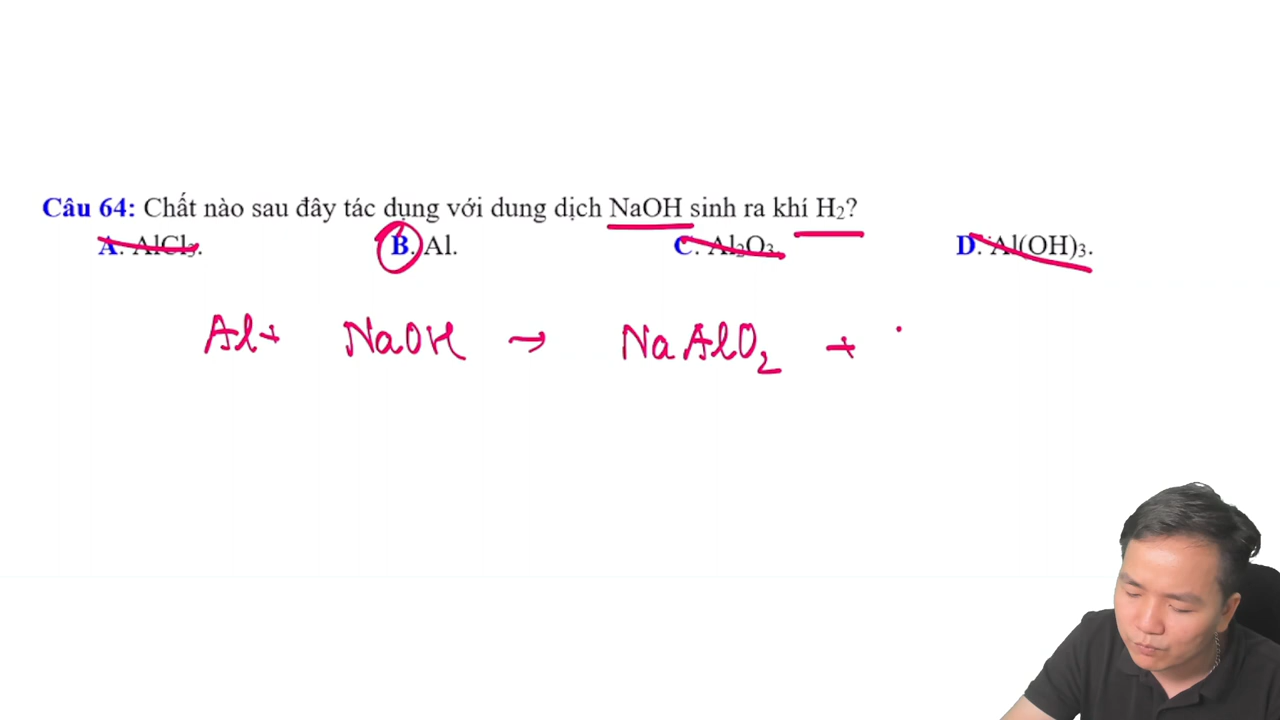 Câu 64: Chất nào sau đây tác dụng với dung dịch NaOH sinh ra khí H₂?
A. AlCl₃. B. Al. C. Al₂O₃. D. Al(OH)₃.
Al + NaOH → NaAlO₂ +